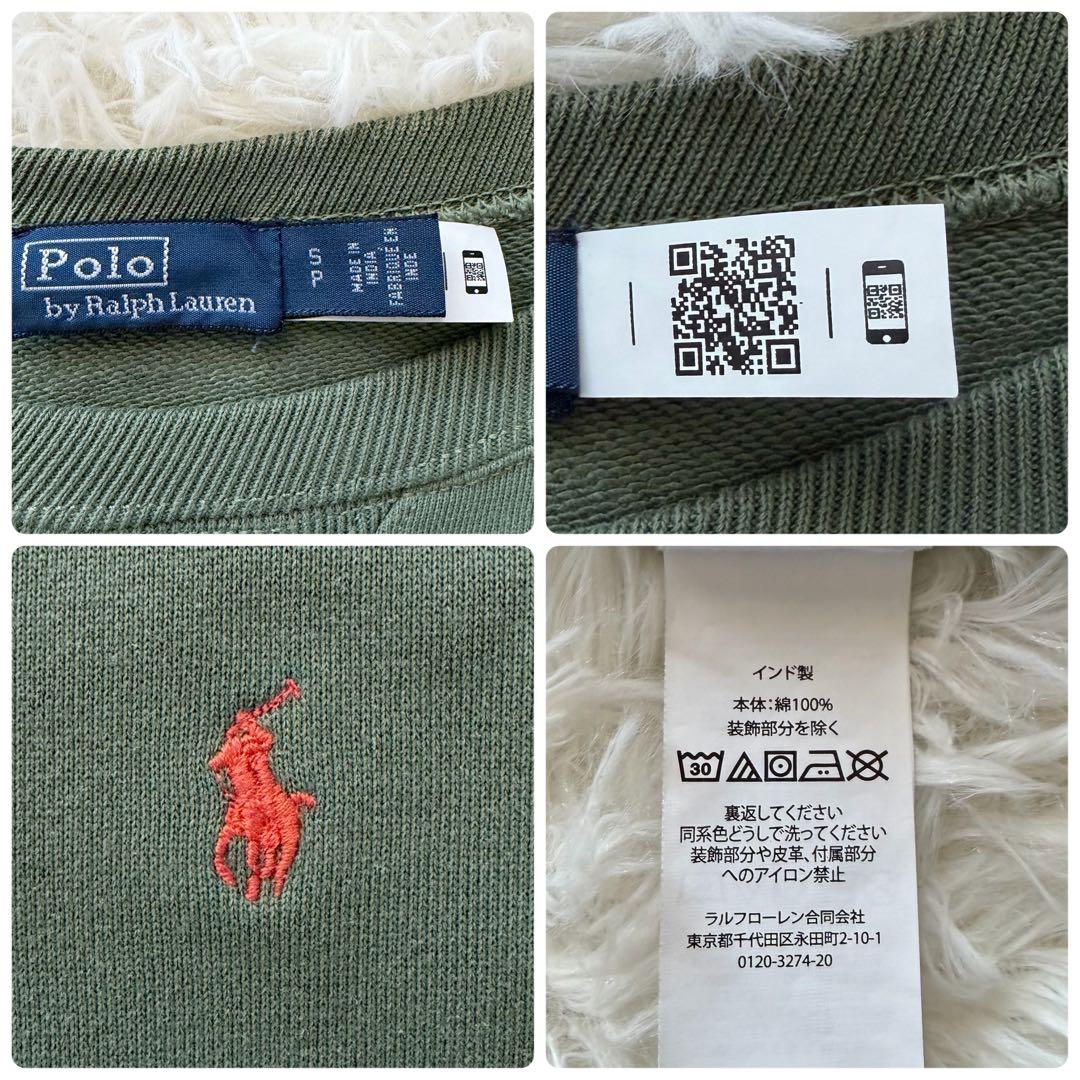 Polo
by Ralph Lauren
S
P
MADE IN
INDIA,
FABRIQUE EN
INDE
インド製
本体:綿100%
装飾部分を除く
30
裏返してください
同系色どうしで洗ってください
装飾部分や皮革、付属部分
へのアイロン禁止
ラルフローレン合同会社
東京都千代田区永田町2-10-1
0120-3274-20